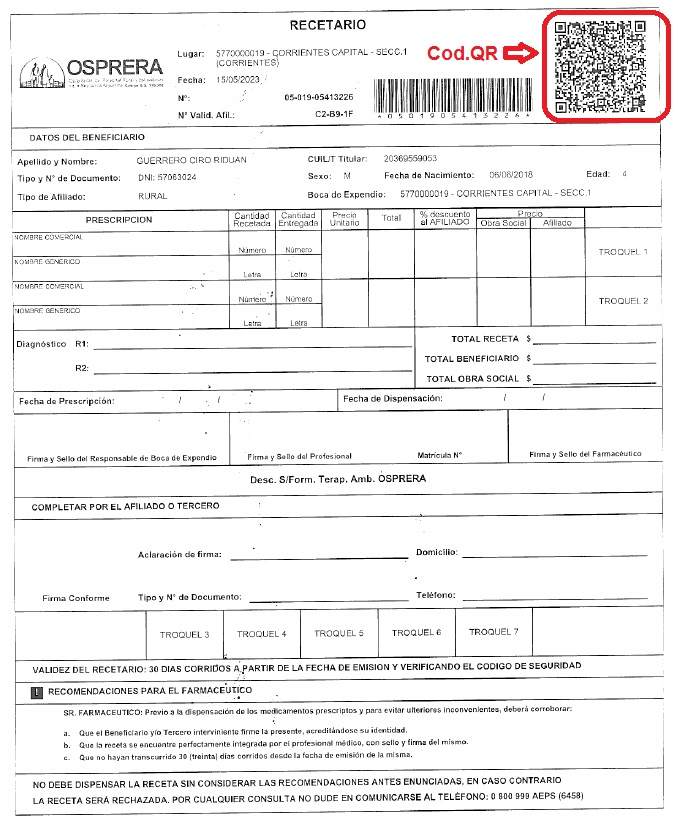 RECETARIO
OSPRERA
Lugar: 5770000019 - CORRIENTES CAPITAL - SECC.1
(CORRIENTES)
Cod.QR
Fecha: 15/05/2023
N°: 05-019-05413226
N° Valid. Afil.: C2-B9-1F
*05019054132264*
DATOS DEL BENEFICIARIO
Apellido y Nombre: GUERRERO CIRO RIDUAN CUIL/T Titular: 20369559053
Tipo y N° de Documento: DNI: 57063024 Sexo: M Fecha de Nacimiento: 06/06/2018 Edad: 4
Tipo de Afiliado: RURAL Boca de Expendio: 5770000019 - CORRIENTES CAPITAL - SECC.1
PRESCRIPCION Cantidad Recetada Cantidad Entregada Precio Unitario Total % descuento al AFILIADO Precio Obra Social Afiliado
NOMBRE COMERCIAL
Número Número TROQUEL 1
NOMBRE GENERICO
Letra Letra
NOMBRE COMERCIAL
Número Número TROQUEL 2
NOMBRE GENERICO
Letra Letra
Diagnóstico R1: TOTAL RECETA $
TOTAL BENEFICIARIO $
R2:
TOTAL OBRA SOCIAL $
Fecha de Prescripción: / / Fecha de Dispensación: / /
Firma y Sello del Responsable de Boca de Expendio Firma y Sello del Profesional Matrícula N° Firma y Sello del Farmacéutico
Desc. S/Form. Terap. Amb. OSPRERA
COMPLETAR POR EL AFILIADO O TERCERO
Aclaración de firma: Domicilio:
Firma Conforme Tipo y N° de Documento: Teléfono:
TROQUEL 3 TROQUEL 4 TROQUEL 5 TROQUEL 6 TROQUEL 7
VALIDEZ DEL RECETARIO: 30 DIAS CORRIDOS A PARTIR DE LA FECHA DE EMISION Y VERIFICANDO EL CODIGO DE SEGURIDAD
! RECOMENDACIONES PARA EL FARMACEUTICO
SR. FARMACEUTICO: Previo a la dispensación de los medicamentos prescriptos y para evitar ulteriores inconvenientes, deberá corroborar:
a. Que el Beneficiario y/o Tercero interviniente firme la presente, acreditándose su identidad.
b. Que la receta se encuentre perfectamente integrada por el profesional médico, con sello y firma del mismo.
c. Que no hayan transcurrido 30 (treinta) días corridos desde la fecha de emisión de la misma.
NO DEBE DISPENSAR LA RECETA SIN CONSIDERAR LAS RECOMENDACIONES ANTES ENUNCIADAS, EN CASO CONTRARIO
LA RECETA SERÁ RECHAZADA. POR CUALQUIER CONSULTA NO DUDE EN COMUNICARSE AL TELÉFONO: 0 800 999 AEPS (6458)